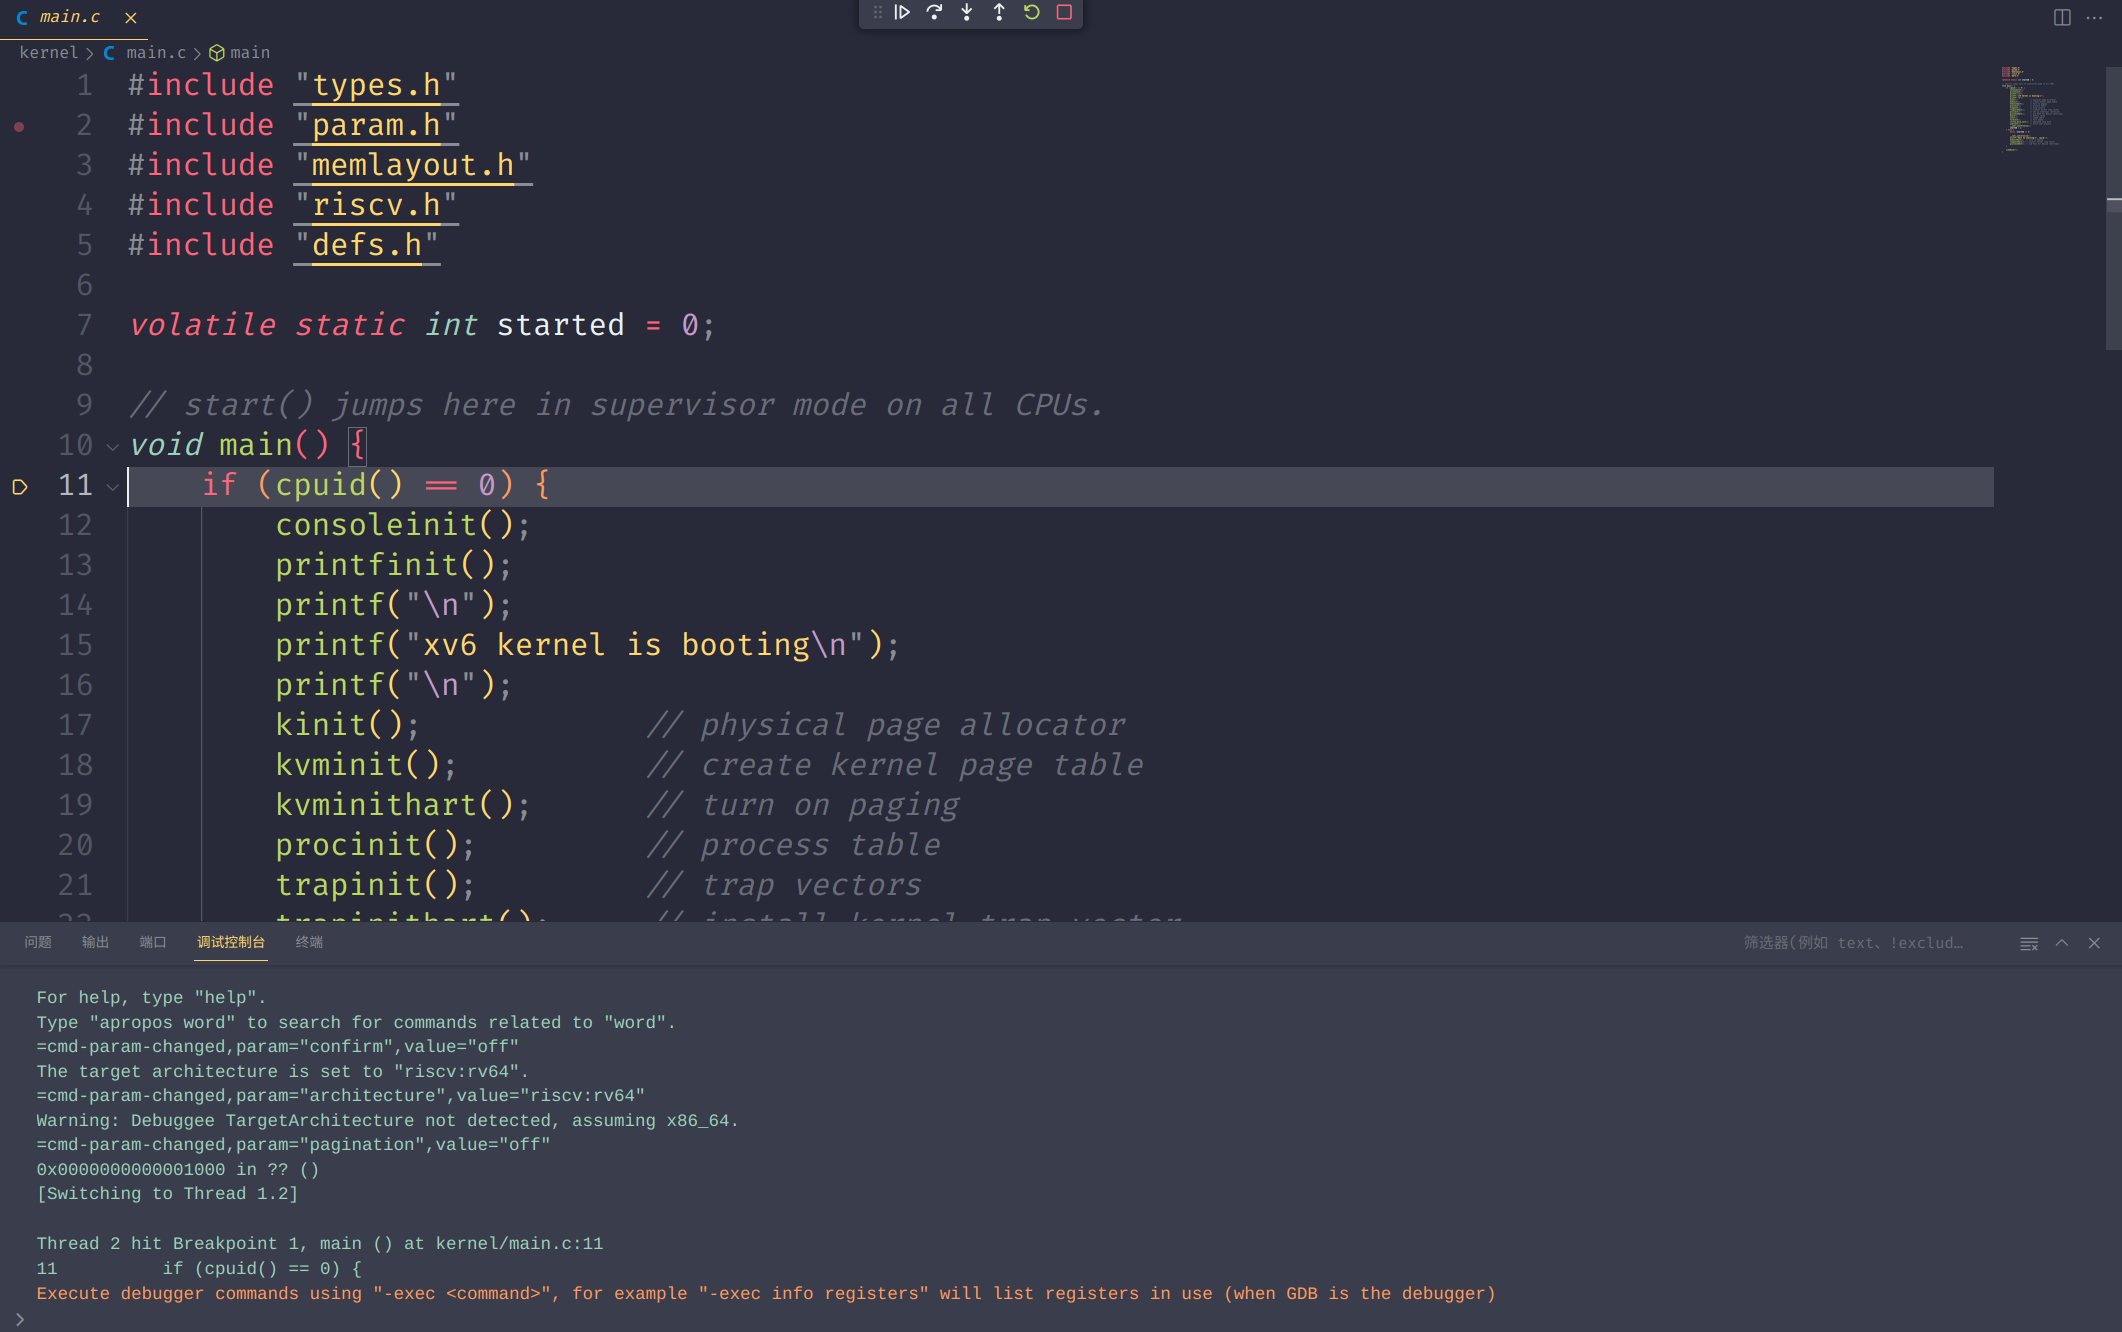 main.c
kernel > main.c > main
1 #include "types.h"
2 #include "param.h"
3 #include "memlayout.h"
4 #include "riscv.h"
5 #include "defs.h"
6
7 volatile static int started = 0;
8
9 // start() jumps here in supervisor mode on all CPUs.
10 void main() {
11     if (cpuid() == 0) {
12         consoleinit();
13         printfinit();
14         printf("\n");
15         printf("xv6 kernel is booting\n");
16         printf("\n");
17         kinit();            // physical page allocator
18         kvminit();          // create kernel page table
19         kvminithart();      // turn on paging
20         procinit();         // process table
21         trapinit();         // trap vectors
22         trapinithart();     // install kernel trap vector
问题 输出 端口 调试控制台 终端 筛选器(例如 text、!exclud…
For help, type "help".
Type "apropos word" to search for commands related to "word".
=cmd-param-changed,param="confirm",value="off"
The target architecture is set to "riscv:rv64".
=cmd-param-changed,param="architecture",value="riscv:rv64"
Warning: Debuggee TargetArchitecture not detected, assuming x86_64.
=cmd-param-changed,param="pagination",value="off"
0x0000000000001000 in ?? ()
[Switching to Thread 1.2]
Thread 2 hit Breakpoint 1, main () at kernel/main.c:11
11          if (cpuid() == 0) {
Execute debugger commands using "-exec <command>", for example "-exec info registers" will list registers in use (when GDB is the debugger)